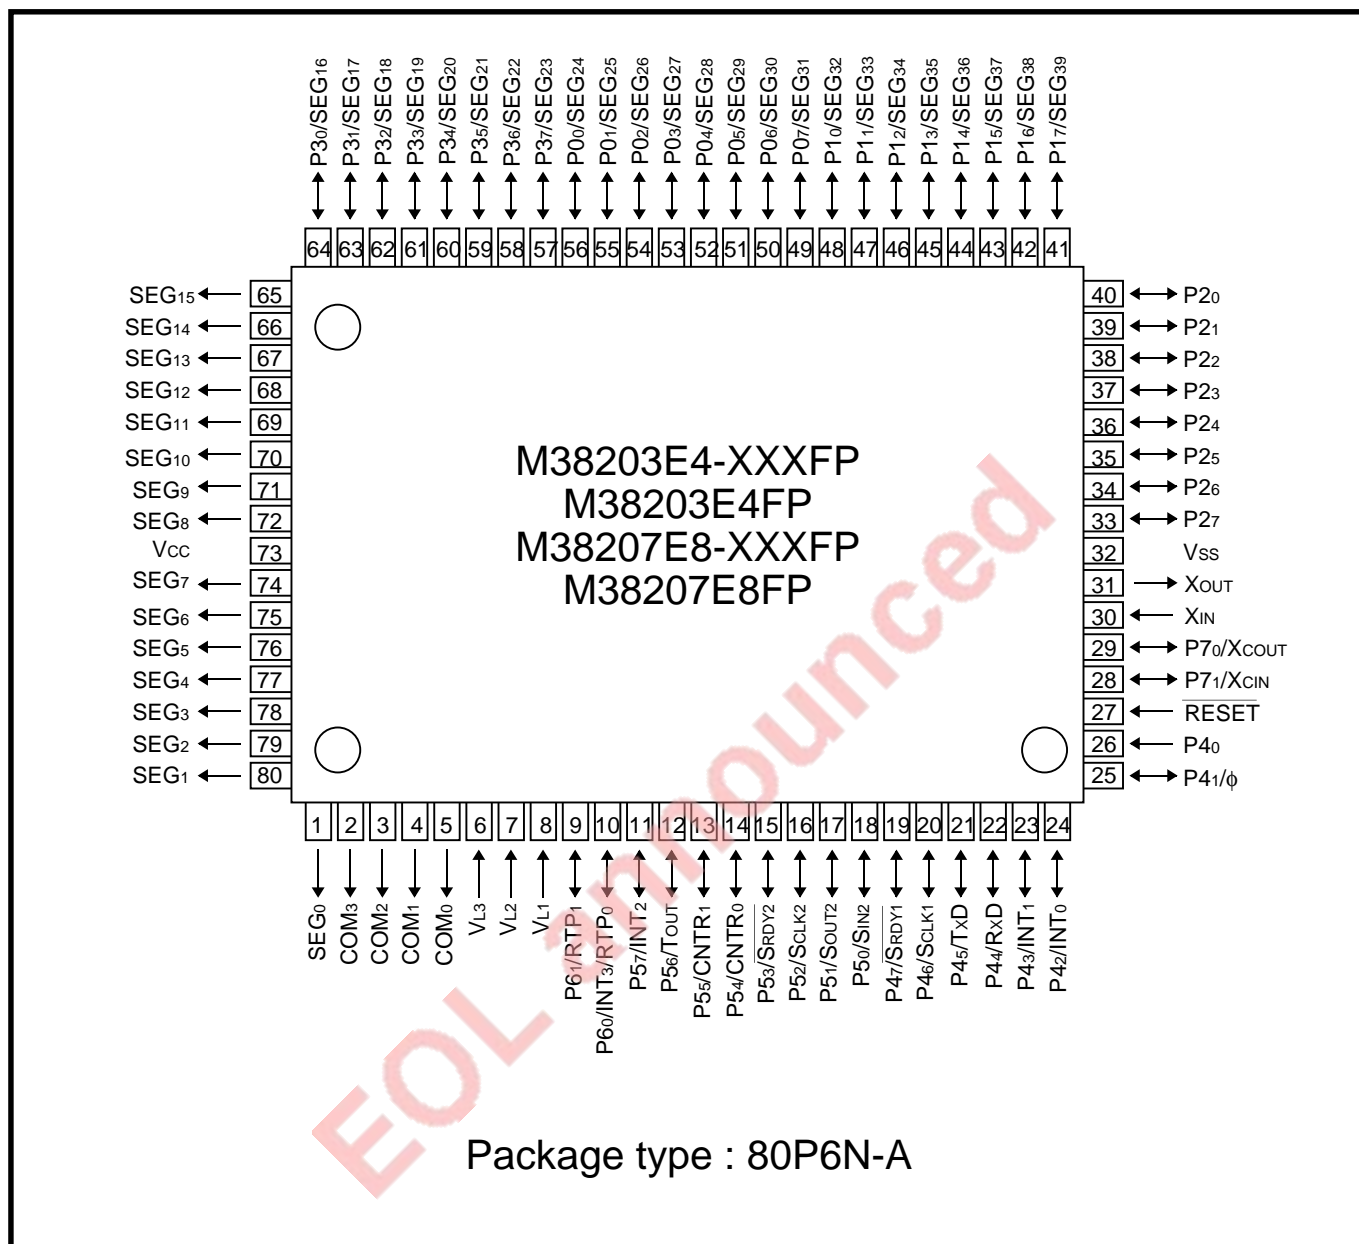 P30/SEG16
P31/SEG17
P32/SEG18
P33/SEG19
P34/SEG20
P35/SEG21
P36/SEG22
P37/SEG23
P00/SEG24
P01/SEG25
P02/SEG26
P03/SEG27
P04/SEG28
P05/SEG29
P06/SEG30
P07/SEG31
P10/SEG32
P11/SEG33
P12/SEG34
P13/SEG35
P14/SEG36
P15/SEG37
P16/SEG38
P17/SEG39
64 63 62 61 60 59 58 57 56 55 54 53 52 51 50 49 48 47 46 45 44 43 42 41
SEG15 65 40 P20
SEG14 66 39 P21
SEG13 67 38 P22
SEG12 68 37 P23
SEG11 69 36 P24
SEG10 70 35 P25
SEG9 71 34 P26
SEG8 72 33 P27
VCC 73 32 VSS
SEG7 74 31 XOUT
SEG6 75 30 XIN
SEG5 76 29 P70/XCOUT
SEG4 77 28 P71/XCIN
SEG3 78 27 RESET
SEG2 79 26 P40
SEG1 80 25 P41/ϕ
M38203E4-XXXFP
M38203E4FP
M38207E8-XXXFP
M38207E8FP
1 2 3 4 5 6 7 8 9 10 11 12 13 14 15 16 17 18 19 20 21 22 23 24
SEG0
COM3
COM2
COM1
COM0
VL3
VL2
VL1
P61/RTP1
P60/INT3/RTP0
P57/INT2
P56/TOUT
P55/CNTR1
P54/CNTR0
P53/SRDY2
P52/SCLK2
P51/SOUT2
P50/SIN2
P47/SRDY1
P46/SCLK1
P45/TxD
P44/RxD
P43/INT1
P42/INT0
EOL announced
Package type : 80P6N-A